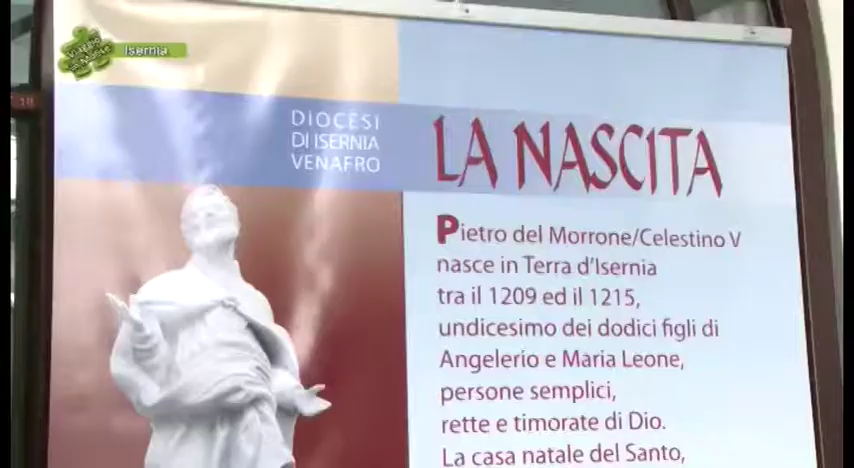 Isernia
DIOCESI
DI ISERNIA
VENAFRO
LA NASCITA
Pietro del Morrone/Celestino V
nasce in Terra d'Isernia
tra il 1209 ed il 1215,
undicesimo dei dodici figli di
Angelerio e Maria Leone,
persone semplici,
rette e timorate di Dio.
La casa natale del Santo,